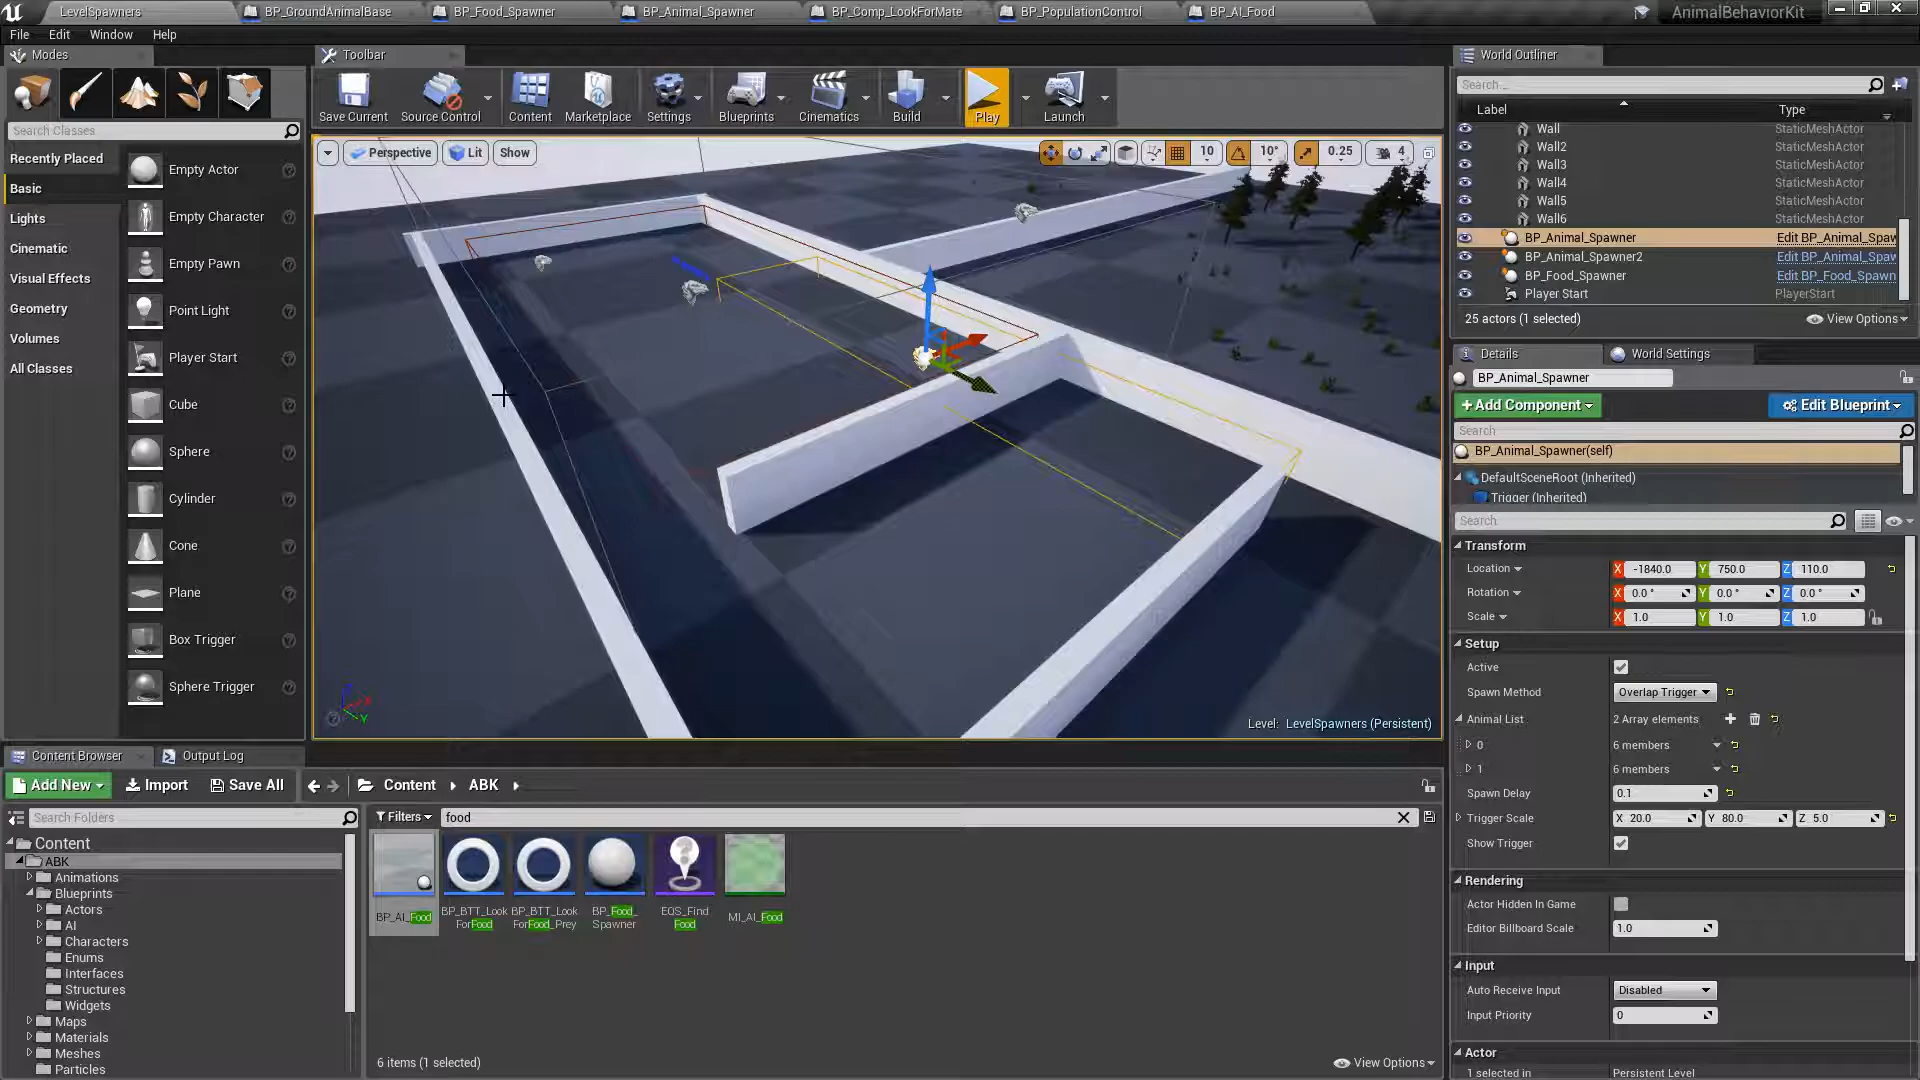 LevelSpawners
BP_GroundAnimalBase
BP_Food_Spawner
BP_Animal_Spawner
BP_Comp_LookForMate
BP_PopulationControl
BP_AI_Food
AnimalBehaviorKit
File Edit Window Help
Modes
Toolbar
World Outliner
Save Current
Source Control
Content
Marketplace
Settings
Blueprints
Cinematics
Build
Play
Launch
Search Classes
Recently Placed
Basic
Lights
Cinematic
Visual Effects
Geometry
Volumes
All Classes
Empty Actor
Empty Character
Empty Pawn
Point Light
Player Start
Cube
Sphere
Cylinder
Cone
Plane
Box Trigger
Sphere Trigger
Perspective Lit Show
10 10° 0.25 4
Level: LevelSpawners (Persistent)
Search...
Label Type
Wall StaticMeshActor
Wall2 StaticMeshActor
Wall3 StaticMeshActor
Wall4 StaticMeshActor
Wall5 StaticMeshActor
Wall6 StaticMeshActor
BP_Animal_Spawner Edit BP_Animal_Spaw
BP_Animal_Spawner2 Edit BP_Animal_Spaw
BP_Food_Spawner Edit BP_Food_Spawn
Player Start PlayerStart
25 actors (1 selected) View Options
Details World Settings
BP_Animal_Spawner
+Add Component Edit Blueprint
Search
BP_Animal_Spawner(self)
DefaultSceneRoot (Inherited)
Trigger (Inherited)
Search
Transform
Location X -1840.0 Y 750.0 Z 110.0
Rotation X 0.0 ° Y 0.0 ° Z 0.0 °
Scale X 1.0 Y 1.0 Z 1.0
Setup
Active
Spawn Method Overlap Trigger
Animal List 2 Array elements
0 6 members
1 6 members
Spawn Delay 0.1
Trigger Scale X 20.0 Y 80.0 Z 5.0
Show Trigger
Rendering
Actor Hidden In Game
Editor Billboard Scale 1.0
Input
Auto Receive Input Disabled
Input Priority 0
Actor
1 selected in Persistent Level
Content Browser Output Log
Add New Import Save All Content ABK
Search Folders
Filters food
Content
ABK
Animations
Blueprints
Actors
AI
Characters
Enums
Interfaces
Structures
Widgets
Maps
Materials
Meshes
Particles
BP_AI_Food
BP_BTT_Look
ForFood
BP_BTT_Look
ForFood_Prey
BP_Food_
Spawner
EQS_Find
Food
MI_AI_Food
6 items (1 selected) View Options